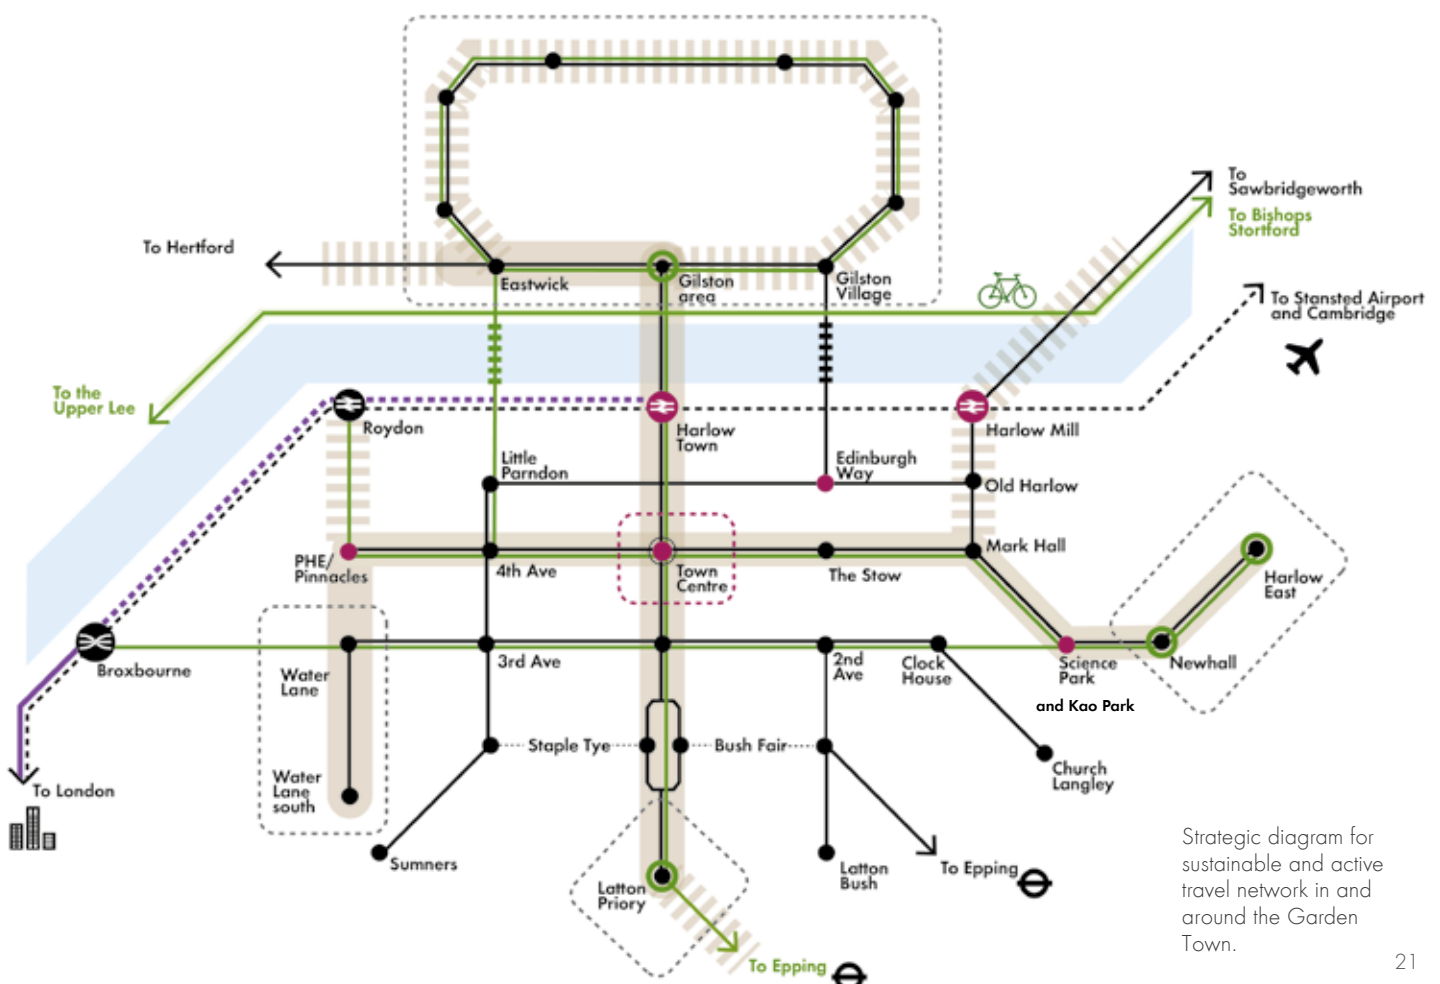 To
Sawbridgeworth
To Bishops
Stortford
To Hertford
Eastwick
Gilston
area
Gilston
Village
To Stansted Airport
and Cambridge
To the
Upper Lee
Roydon
Harlow
Town
Harlow Mill
Little
Parndon
Edinburgh
Way
Old Harlow
PHE/
Pinnacles
4th Ave
Town
Centre
The Stow
Mark Hall
Harlow
East
Broxbourne
Water
Lane
3rd Ave
2nd
Ave
Clock
House
Science
Park
and Kao Park
Newhall
Staple Tye
Bush Fair
To London
Water
Lane
south
Church
Langley
Sumners
Latton
Priory
Latton
Bush
To Epping
To Epping
Strategic diagram for
sustainable and active
travel network in and
around the Garden
Town.
21